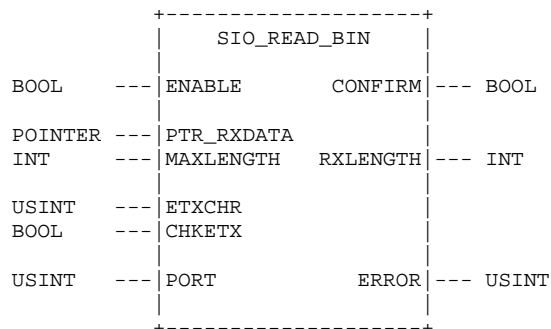 SIO_READ_BIN
BOOL --- ENABLE CONFIRM --- BOOL
POINTER --- PTR_RXDATA
INT --- MAXLENGTH RXLENGTH --- INT
USINT --- ETXCHR
BOOL --- CHKETX
USINT --- PORT ERROR --- USINT